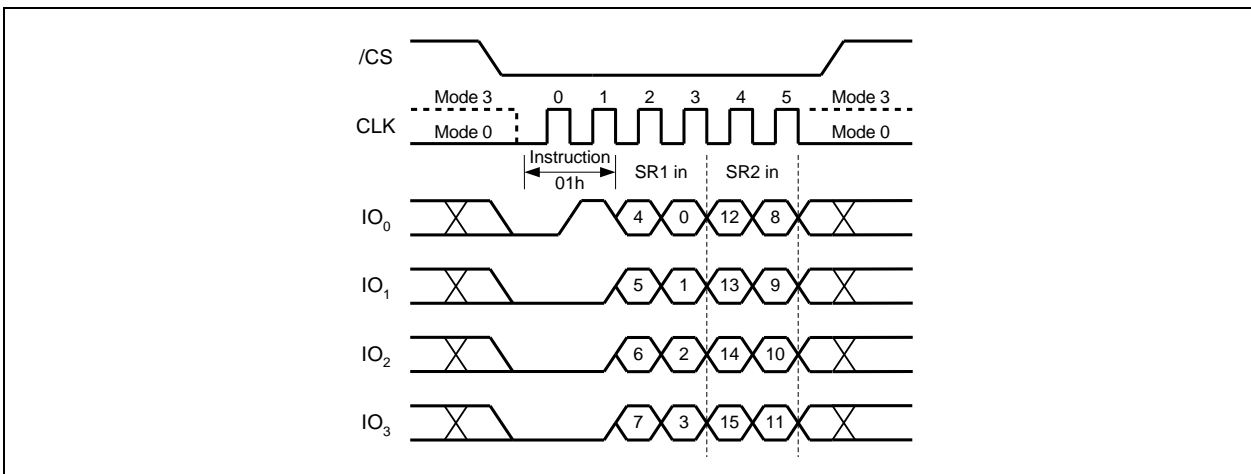 /CS
Mode 3 0 1 2 3 4 5 Mode 3
CLK Mode 0 Mode 0
Instruction SR1 in SR2 in
01h
IO₀ 4 0 12 8
IO₁ 5 1 13 9
IO₂ 6 2 14 10
IO₃ 7 3 15 11